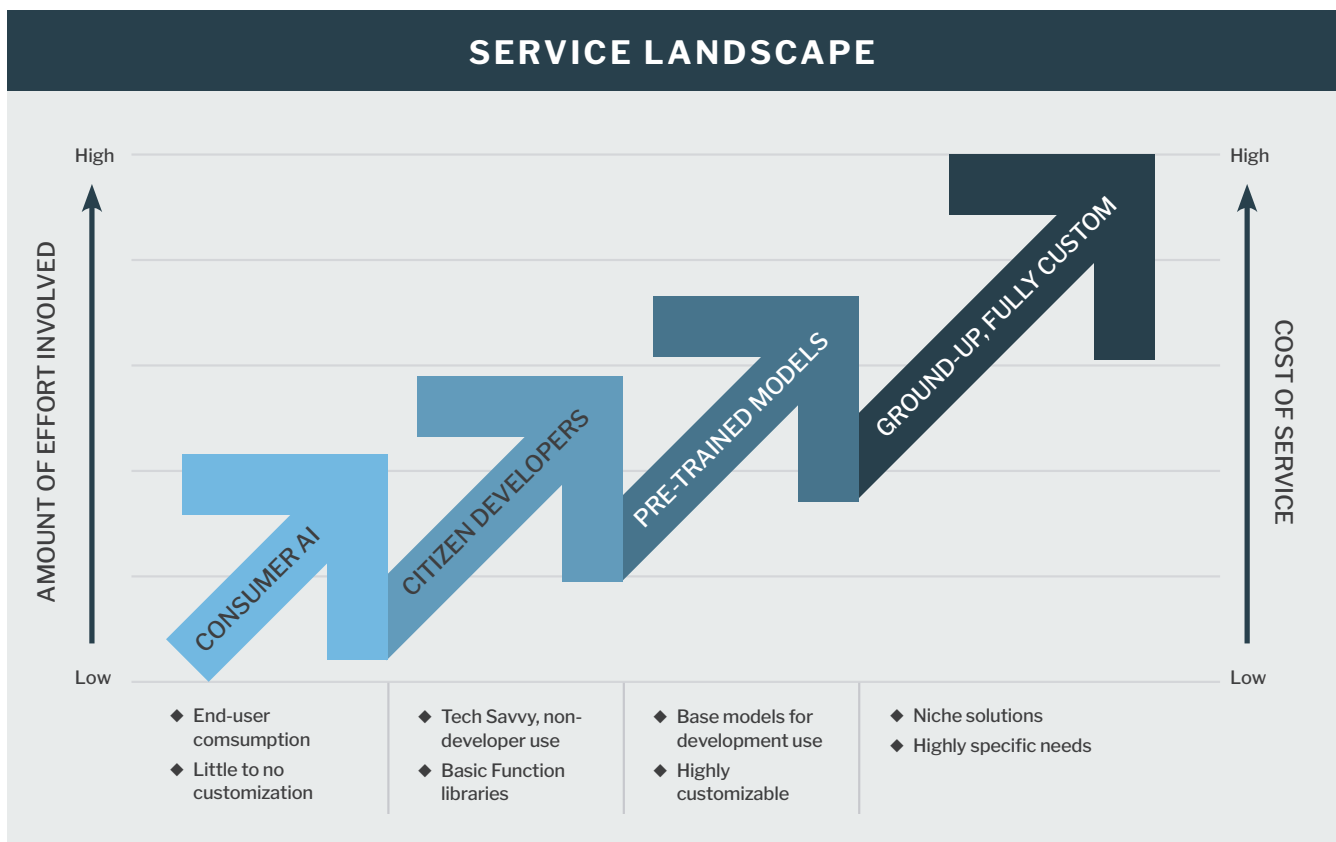 SERVICE LANDSCAPE
High
High
AMOUNT OF EFFORT INVOLVED
COST OF SERVICE
CONSUMER AI
CITIZEN DEVELOPERS
PRE-TRAINED MODELS
GROUND-UP, FULLY CUSTOM
Low
Low
◆ End-user
comsumption
◆ Little to no
customization
◆ Tech Savvy, non-
developer use
◆ Basic Function
libraries
◆ Base models for
development use
◆ Highly
customizable
◆ Niche solutions
◆ Highly specific needs